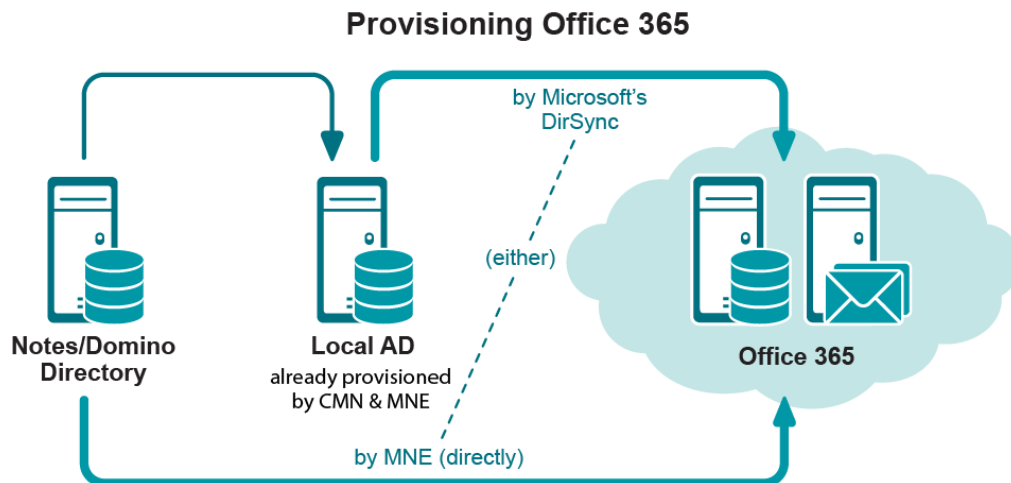 Provisioning Office 365
by Microsoft's
DirSync
(either)
Notes/Domino
Directory
Local AD
already provisioned
by CMN & MNE
Office 365
by MNE (directly)